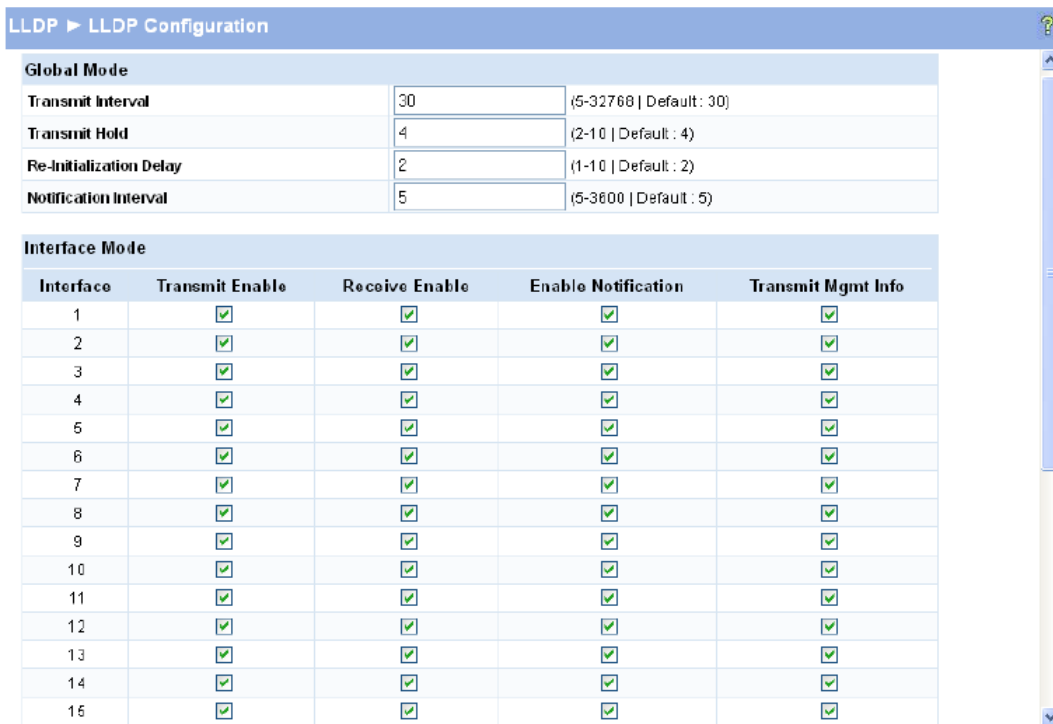 LLDP ► LLDP Configuration
Global Mode
Transmit Interval 30 (5-32768 | Default : 30)
Transmit Hold 4 (2-10 | Default : 4)
Re-Initialization Delay 2 (1-10 | Default : 2)
Notification Interval 5 (5-3600 | Default : 5)
Interface Mode
Interface Transmit Enable Receive Enable Enable Notification Transmit Mgmt Info
1
2
3
4
5
6
7
8
9
10
11
12
13
14
15